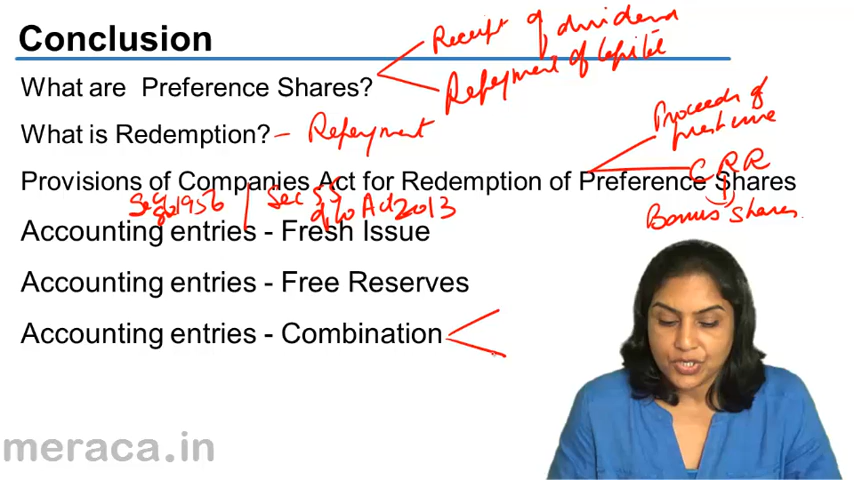 Conclusion
What are Preference Shares?
Receipt of dividend
Repayment of Capital
What is Redemption? - Repayment
Proceeds of
fresh issue
CRR
Bonus shares
Provisions of Companies Act for Redemption of Preference Shares
Sec 80 1956 / Sec 55 of Co Act 2013
Accounting entries - Fresh Issue
Accounting entries - Free Reserves
Accounting entries - Combination
meraca.in